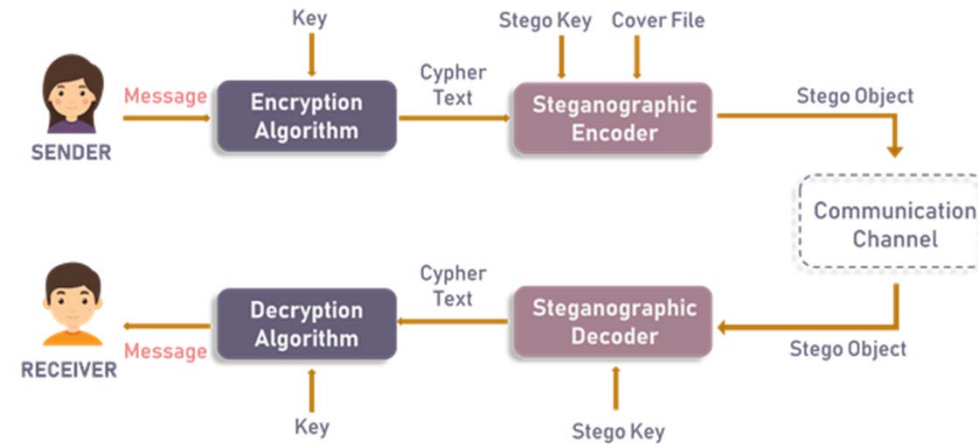 Key
Stego Key
Cover File
Message
Encryption
Algorithm
Cypher
Text
Steganographic
Encoder
Stego Object
SENDER
Communication
Channel
Cypher
Text
Decryption
Algorithm
Steganographic
Decoder
Stego Object
Message
RECEIVER
Key
Stego Key